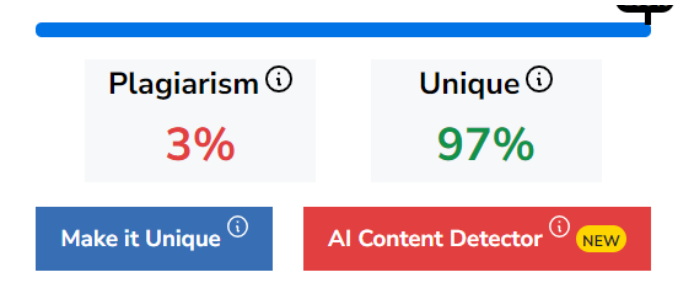 Plagiarism
Unique
3%
97%
Make it Unique
AI Content Detector NEW